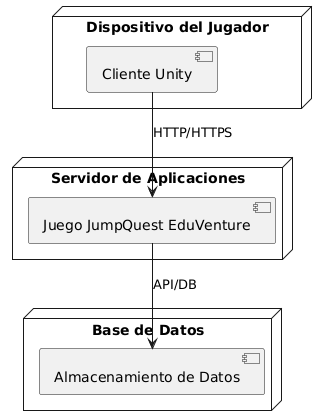 Dispositivo del Jugador
Cliente Unity
HTTP/HTTPS
Servidor de Aplicaciones
Juego JumpQuest EduVenture
API/DB
Base de Datos
Almacenamiento de Datos